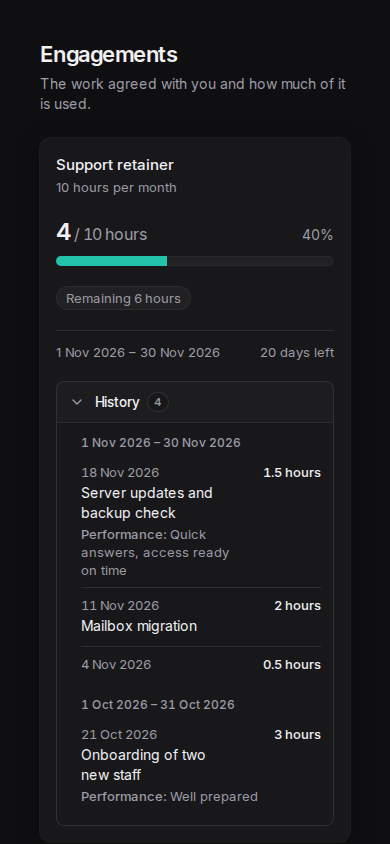 Engagements
The work agreed with you and how much of it
is used.
Support retainer
10 hours per month
4 / 10 hours
40%
Remaining 6 hours
1 Nov 2026 – 30 Nov 2026
20 days left
History 4
1 Nov 2026 – 30 Nov 2026
18 Nov 2026
1.5 hours
Server updates and
backup check
Performance: Quick
answers, access ready
on time
11 Nov 2026
2 hours
Mailbox migration
4 Nov 2026
0.5 hours
1 Oct 2026 – 31 Oct 2026
21 Oct 2026
3 hours
Onboarding of two
new staff
Performance: Well prepared